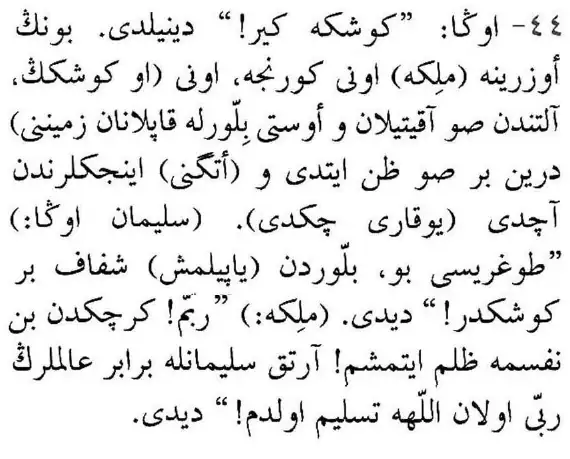 ٤٤- اوڭا: ”كوشكه كير!“ دينيلدى. بونڭ
أوزرينه (ملِكه) اونى كورنجه، اونى (او كوشكڭ،
آلتندن صو آقيتيلان و أوستى بِلّورله قاپلانان زميننى)
درين بر صو ظن ايتدى و (أتگنى) اينجكلرندن
آچدى (يوقارى چكدى). (سليمان اوڭا:)
”طوغريسى بو، بلّوردن (ياپيلمش) شفاف بر
كوشكدر!“ ديدى. (ملِكه:) ”ربّم! كرچكدن بن
نفسمه ظلم ايتمشم! آرتق سليمانله برابر عالملرڭ
ربّى اولان اللّهه تسليم اولدم!“ ديدى.